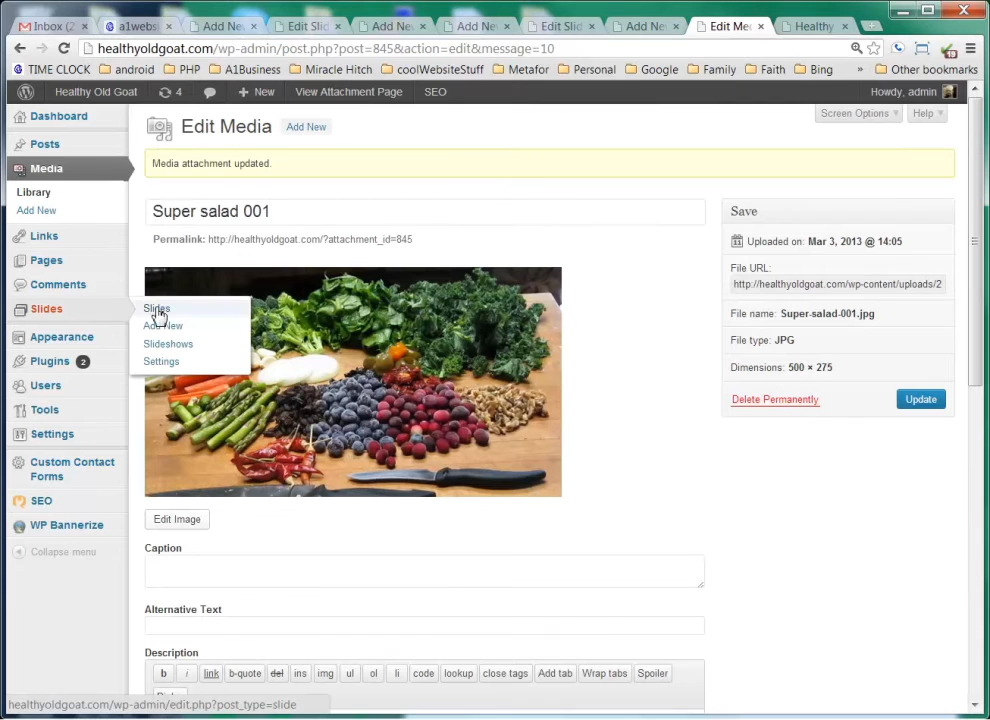 Inbox (2
a1webs
Add Ne
Edit Slid
Add Ne
Add Ne
Edit Slid
Add Ne
Edit Med
Healthy
healthyoldgoat.com/wp-admin/post.php?post=845&action=edit&message=10
TIME CLOCK
android
PHP
A1Business
Miracle Hitch
coolWebsiteStuff
Metafor
Personal
Google
Family
Faith
Bing
»
Other bookmarks
Healthy Old Goat
4
+ New
View Attachment Page
SEO
Howdy, admin
Dashboard
Posts
Media
Library
Add New
Links
Pages
Comments
Slides
Slides
Add New
Slideshows
Settings
Appearance
Plugins 2
Users
Tools
Settings
Custom Contact
Forms
SEO
WP Bannerize
Collapse menu
Screen Options
Help
Edit Media
Add New
Media attachment updated.
Super salad 001
Permalink: http://healthyoldgoat.com/?attachment_id=845
Edit Image
Caption
Alternative Text
Description
b
i
link
b-quote
del
ins
img
ul
ol
li
code
lookup
close tags
Add tab
Wrap tabs
Spoiler
Save
Uploaded on: Mar 3, 2013 @ 14:05
File URL:
http://healthyoldgoat.com/wp-content/uploads/2
File name: Super-salad-001.jpg
File type: JPG
Dimensions: 500 × 275
Delete Permanently
Update
healthyoldgoat.com/wp-admin/edit.php?post_type=slide